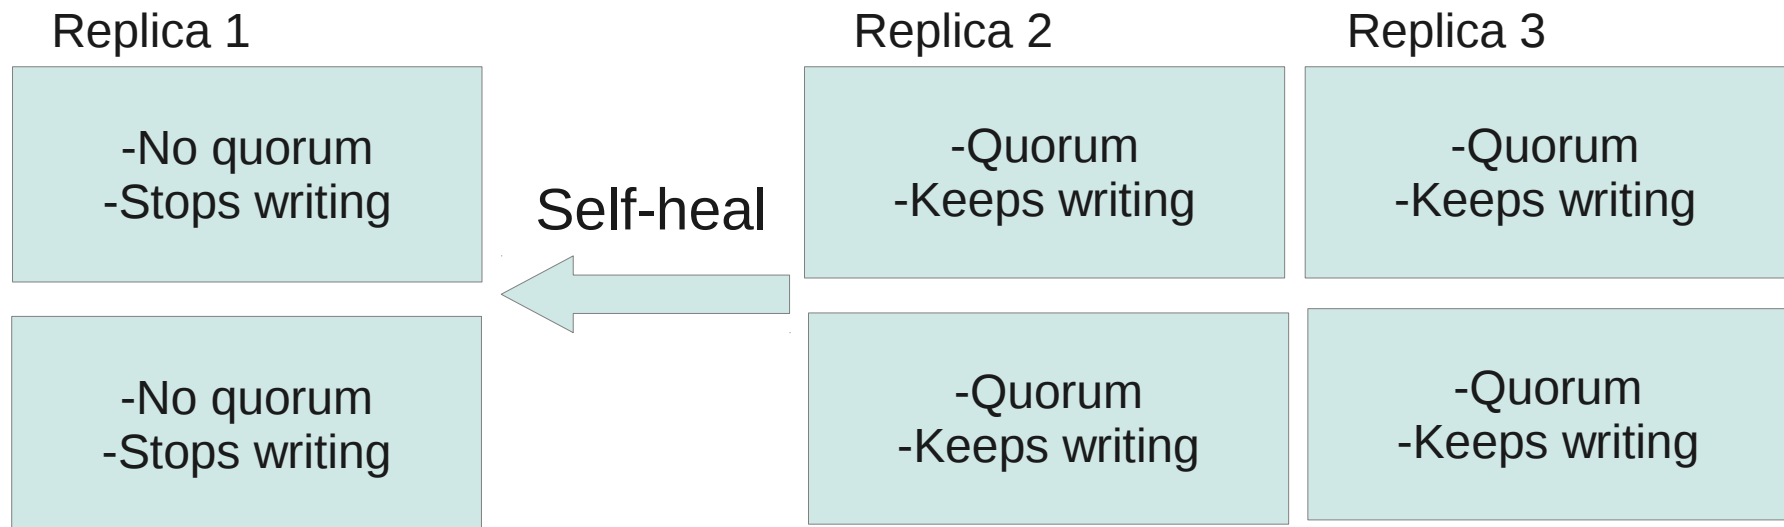 Replica 1
Replica 2
Replica 3
-No quorum
-Stops writing
Self-heal
-Quorum
-Keeps writing
-Quorum
-Keeps writing
-No quorum
-Stops writing
-Quorum
-Keeps writing
-Quorum
-Keeps writing